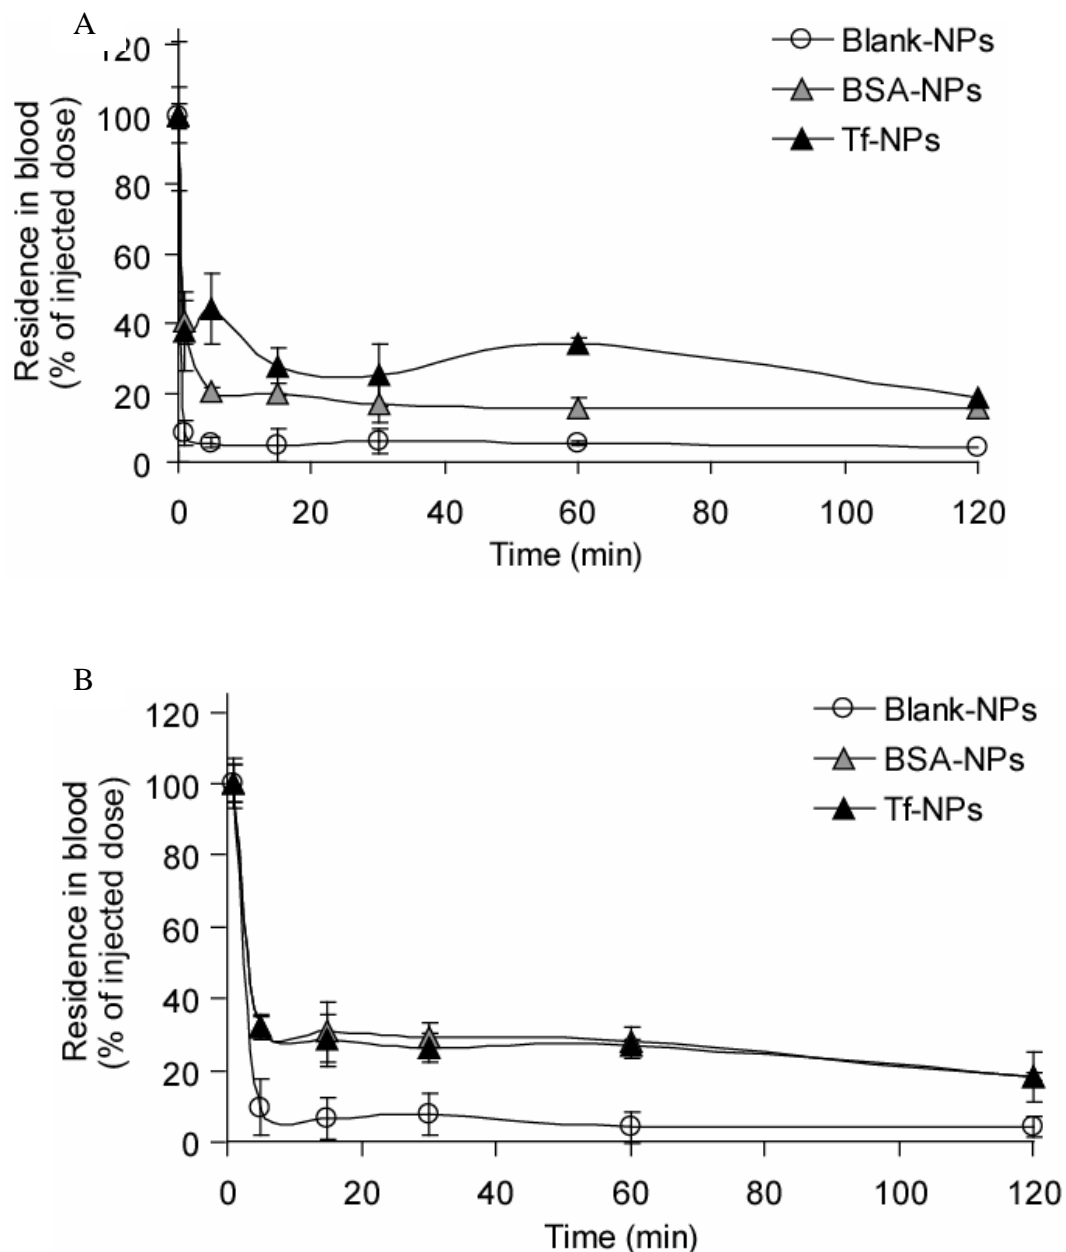 A
120
100
80
60
40
20
0
Residence in blood
(% of injected dose)
Blank-NPs
BSA-NPs
Tf-NPs
0 20 40 60 80 100 120
Time (min)
B
120
100
80
60
40
20
0
Residence in blood
(% of injected dose)
Blank-NPs
BSA-NPs
Tf-NPs
0 20 40 60 80 100 120
Time (min)